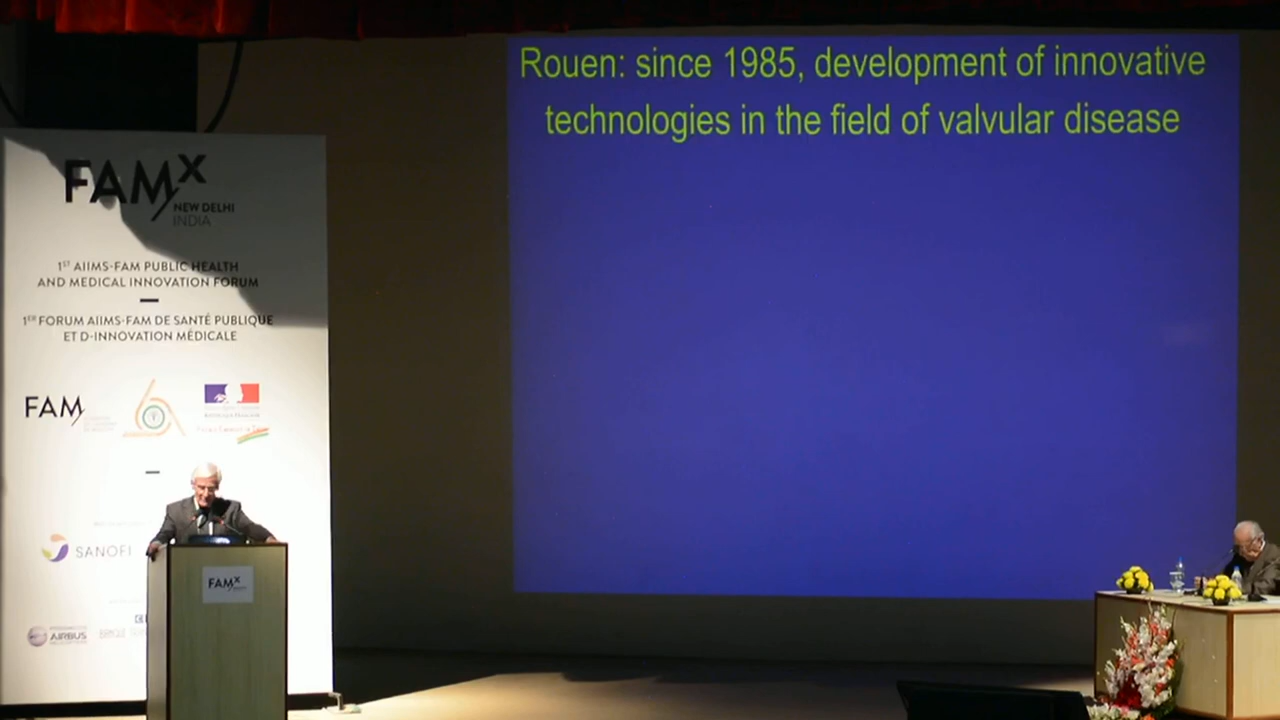 Rouen: since 1985, development of innovative
technologies in the field of valvular disease
FAMX
NEW DELHI
INDIA
1ST AIIMS-FAM PUBLIC HEALTH
AND MEDICAL INNOVATION FORUM
1ER FORUM AIIMS-FAM DE SANTÉ PUBLIQUE
ET D-INNOVATION MÉDICALE
FAM
SANOFI
AIRBUS
FAMX